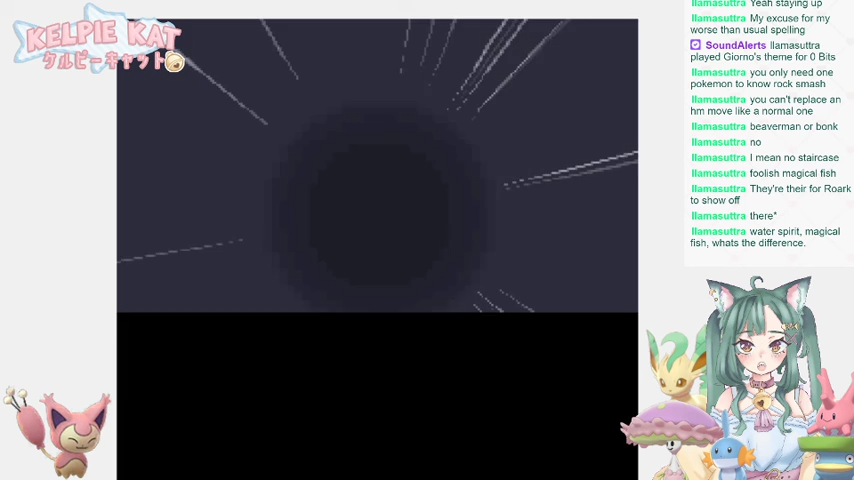 KELPIE KAT
ケルピーキャット
llamasuttra Yeah staying up
llamasuttra My excuse for my
worse than usual spelling
SoundAlerts llamasuttra
played Giorno's theme for 0 Bits
llamasuttra you only need one
pokemon to know rock smash
llamasuttra you can't replace an
hm move like a normal one
llamasuttra beaverman or bonk
llamasuttra no
llamasuttra I mean no staircase
llamasuttra foolish magical fish
llamasuttra They're their for Roark
to show off
llamasuttra there*
llamasuttra water spirit, magical
fish, whats the difference.